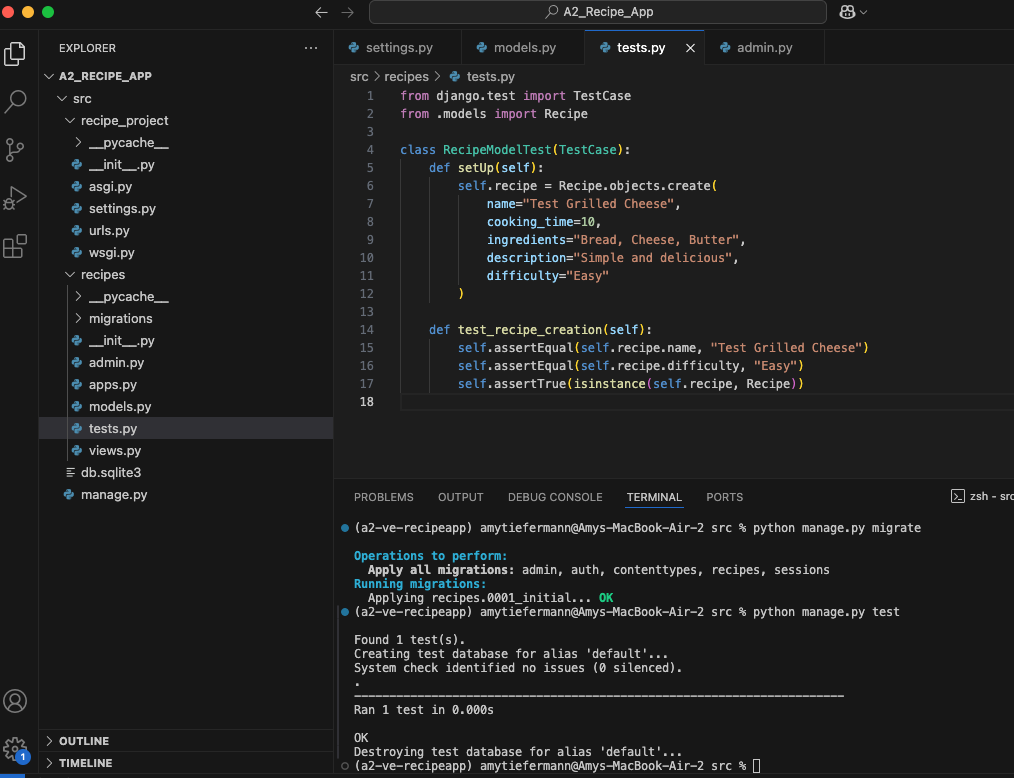 A2_Recipe_App
EXPLORER
A2_RECIPE_APP
src
recipe_project
__pycache__
__init__.py
asgi.py
settings.py
urls.py
wsgi.py
recipes
__pycache__
migrations
__init__.py
admin.py
apps.py
models.py
tests.py
views.py
db.sqlite3
manage.py
OUTLINE
TIMELINE
1
settings.py
models.py
tests.py
admin.py
src > recipes > tests.py
1 from django.test import TestCase
2 from .models import Recipe
3
4 class RecipeModelTest(TestCase):
5     def setUp(self):
6         self.recipe = Recipe.objects.create(
7             name="Test Grilled Cheese",
8             cooking_time=10,
9             ingredients="Bread, Cheese, Butter",
10             description="Simple and delicious",
11             difficulty="Easy"
12         )
13
14     def test_recipe_creation(self):
15         self.assertEqual(self.recipe.name, "Test Grilled Cheese")
16         self.assertEqual(self.recipe.difficulty, "Easy")
17         self.assertTrue(isinstance(self.recipe, Recipe))
18
PROBLEMS OUTPUT DEBUG CONSOLE TERMINAL PORTS zsh - src
(a2-ve-recipeapp) amytiefermann@Amys-MacBook-Air-2 src % python manage.py migrate
Operations to perform:
  Apply all migrations: admin, auth, contenttypes, recipes, sessions
Running migrations:
  Applying recipes.0001_initial... OK
(a2-ve-recipeapp) amytiefermann@Amys-MacBook-Air-2 src % python manage.py test
Found 1 test(s).
Creating test database for alias 'default'...
System check identified no issues (0 silenced).
.
----------------------------------------------------------------------
Ran 1 test in 0.000s
OK
Destroying test database for alias 'default'...
(a2-ve-recipeapp) amytiefermann@Amys-MacBook-Air-2 src %